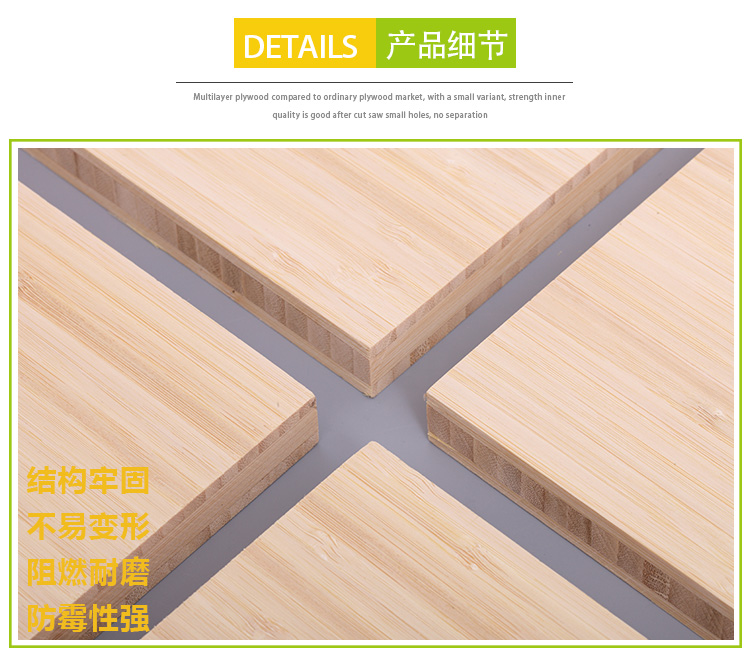 DETAILS 产品细节
Multilayer plywood compared to ordinary plywood market, with a small variant, strength inner
quality is good after cut saw small holes, no separation
结构牢固
不易变形
阻燃耐磨
防霉性强